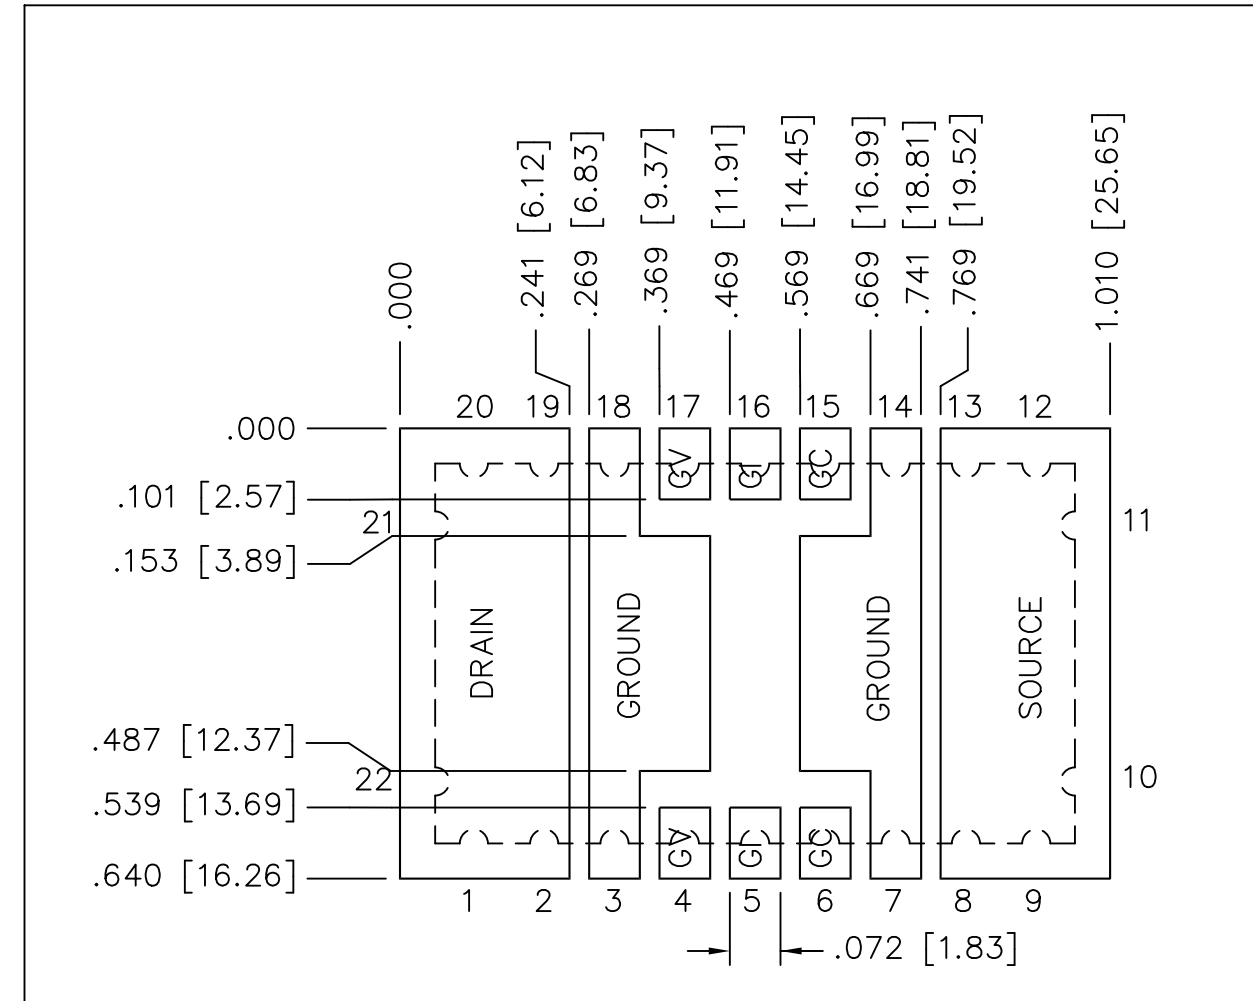 .000
.241 [6.12]
.269 [6.83]
.369 [9.37]
.469 [11.91]
.569 [14.45]
.669 [16.99]
.741 [18.81]
.769 [19.52]
1.010 [25.65]
20 19 18 17 16 15 14 13 12
.000
GV GI GC
.101 [2.57]
21
11
.153 [3.89]
DRAIN
GROUND
GROUND
SOURCE
.487 [12.37]
22
10
.539 [13.69]
GV GI GC
.640 [16.26]
1 2 3 4 5 6 7 8 9
.072 [1.83]